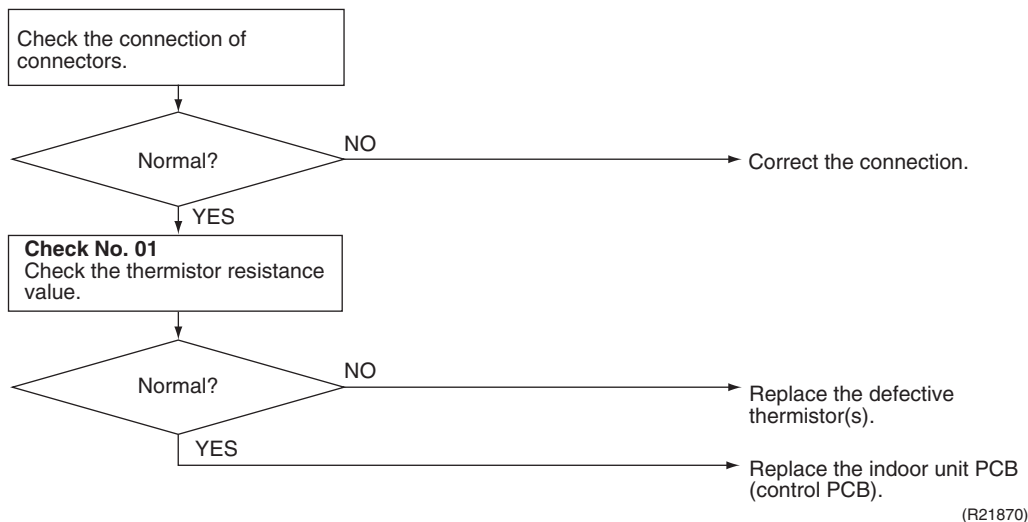 Check the connection of
connectors.
Normal?
NO
Correct the connection.
YES
Check No. 01
Check the thermistor resistance
value.
Normal?
NO
Replace the defective
thermistor(s).
YES
Replace the indoor unit PCB
(control PCB).
(R21870)